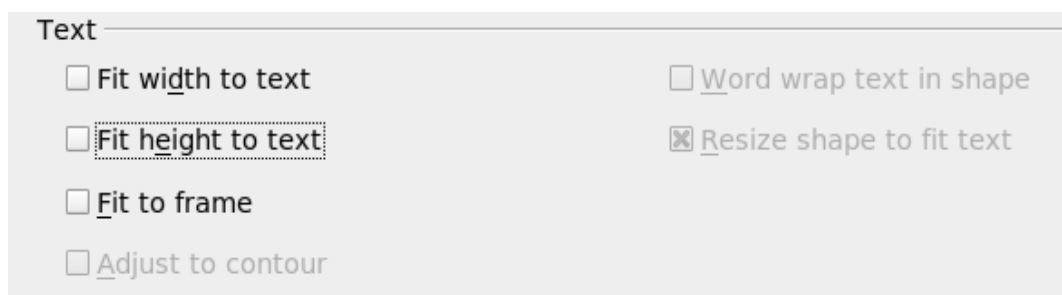 Text
Fit width to text
Word wrap text in shape
Fit height to text
Resize shape to fit text
Fit to frame
Adjust to contour